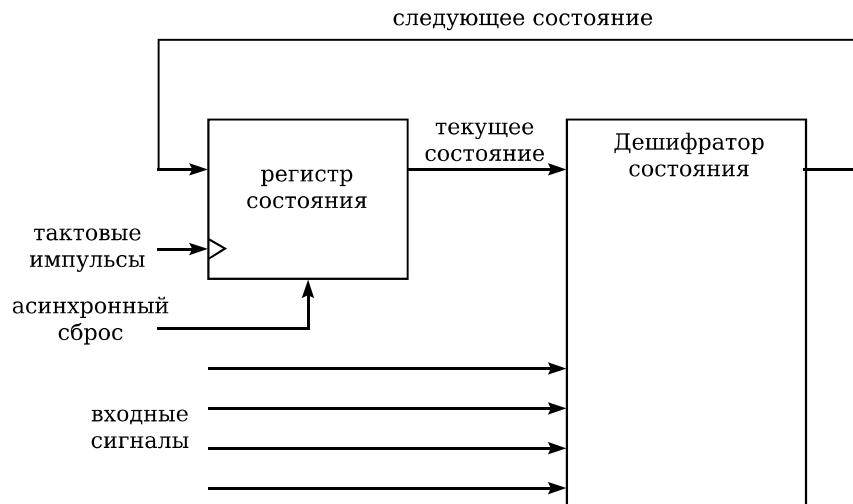 следующее состояние
текущее
состояние
Дешифратор
состояния
регистр
состояния
тактовые
импульсы
асинхронный
сброс
входные
сигналы